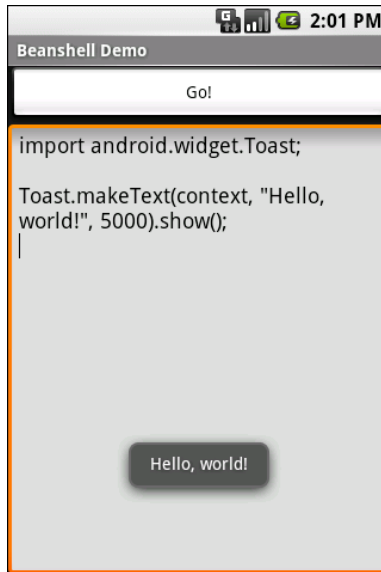 G 2:01 PM
Beanshell Demo
Go!
import android.widget.Toast;
Toast.makeText(context, "Hello,
world!", 5000).show();
Hello, world!